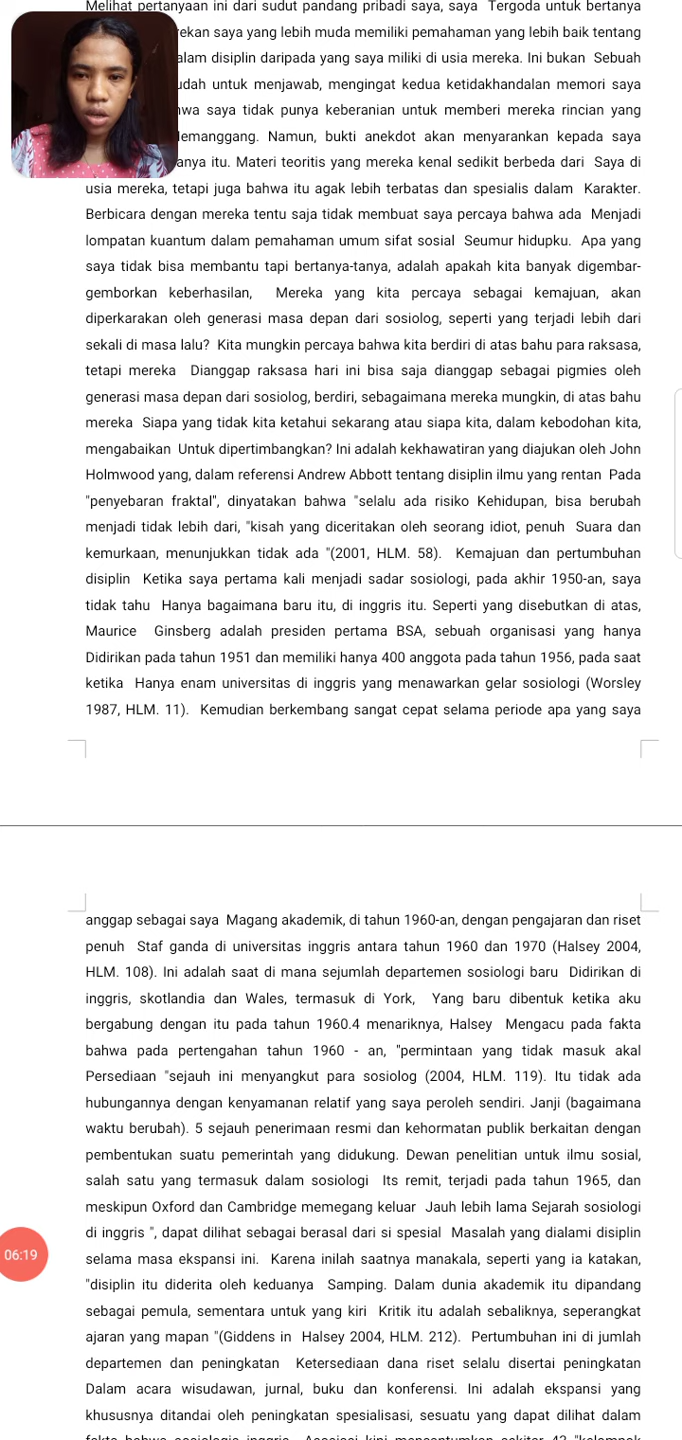 Melihat pertanyaan ini dari sudut pandang pribadi saya, saya  Tergoda untuk bertanya
rekan saya yang lebih muda memiliki pemahaman yang lebih baik tentang
alam disiplin daripada yang saya miliki di usia mereka. Ini bukan  Sebuah
udah untuk menjawab, mengingat kedua ketidakhandalan memori saya
hwa saya tidak punya keberanian untuk memberi mereka rincian yang
emanggang. Namun, bukti anekdot akan menyarankan kepada saya
anya itu. Materi teoritis yang mereka kenal sedikit berbeda dari  Saya di
usia mereka, tetapi juga bahwa itu agak lebih terbatas dan spesialis dalam  Karakter.
Berbicara dengan mereka tentu saja tidak membuat saya percaya bahwa ada  Menjadi
lompatan kuantum dalam pemahaman umum sifat sosial  Seumur hidupku.  Apa yang
saya tidak bisa membantu tapi bertanya-tanya, adalah apakah kita banyak digembar-
gemborkan keberhasilan,  Mereka yang kita percaya sebagai kemajuan, akan
diperkarakan oleh generasi masa depan dari sosiolog, seperti yang terjadi lebih dari
sekali di masa lalu?  Kita mungkin percaya bahwa kita berdiri di atas bahu para raksasa,
tetapi mereka  Dianggap raksasa hari ini bisa saja dianggap sebagai pigmies oleh
generasi masa depan dari sosiolog, berdiri, sebagaimana mereka mungkin, di atas bahu
mereka  Siapa yang tidak kita ketahui sekarang atau siapa kita, dalam kebodohan kita,
mengabaikan  Untuk dipertimbangkan? Ini adalah kekhawatiran yang diajukan oleh John
Holmwood yang, dalam referensi Andrew Abbott tentang disiplin ilmu yang rentan  Pada
"penyebaran fraktal", dinyatakan bahwa "selalu ada risiko Kehidupan, bisa berubah
menjadi tidak lebih dari, "kisah yang diceritakan oleh seorang idiot, penuh  Suara dan
kemurkaan, menunjukkan tidak ada "(2001, HLM. 58).  Kemajuan dan pertumbuhan
disiplin  Ketika saya pertama kali menjadi sadar sosiologi, pada akhir 1950-an, saya
tidak tahu  Hanya bagaimana baru itu, di inggris itu. Seperti yang disebutkan di atas,
Maurice  Ginsberg adalah presiden pertama BSA, sebuah organisasi yang hanya
Didirikan pada tahun 1951 dan memiliki hanya 400 anggota pada tahun 1956, pada saat
ketika  Hanya enam universitas di inggris yang menawarkan gelar sosiologi (Worsley
1987, HLM. 11).  Kemudian berkembang sangat cepat selama periode apa yang saya
anggap sebagai saya  Magang akademik, di tahun 1960-an, dengan pengajaran dan riset
penuh  Staf ganda di universitas inggris antara tahun 1960 dan 1970 (Halsey 2004,
HLM. 108). Ini adalah saat di mana sejumlah departemen sosiologi baru  Didirikan di
inggris, skotlandia dan Wales, termasuk di York,  Yang baru dibentuk ketika aku
bergabung dengan itu pada tahun 1960.4 menariknya, Halsey  Mengacu pada fakta
bahwa pada pertengahan tahun 1960 - an, "permintaan yang tidak masuk akal
Persediaan "sejauh ini menyangkut para sosiolog (2004, HLM. 119). Itu tidak ada
hubungannya dengan kenyamanan relatif yang saya peroleh sendiri. Janji (bagaimana
waktu berubah). 5 sejauh penerimaan resmi dan kehormatan publik berkaitan dengan
pembentukan suatu pemerintah yang didukung. Dewan penelitian untuk ilmu sosial,
salah satu yang termasuk dalam sosiologi  Its remit, terjadi pada tahun 1965, dan
meskipun Oxford dan Cambridge memegang keluar  Jauh lebih lama Sejarah sosiologi
di inggris ", dapat dilihat sebagai berasal dari si spesial  Masalah yang dialami disiplin
selama masa ekspansi ini.  Karena inilah saatnya manakala, seperti yang ia katakan,
"disiplin itu diderita oleh keduanya  Samping. Dalam dunia akademik itu dipandang
sebagai pemula, sementara untuk yang kiri  Kritik itu adalah sebaliknya, seperangkat
ajaran yang mapan "(Giddens in  Halsey 2004, HLM. 212).  Pertumbuhan ini di jumlah
departemen dan peningkatan  Ketersediaan dana riset selalu disertai peningkatan
Dalam acara wisudawan, jurnal, buku dan konferensi. Ini adalah ekspansi yang
khususnya ditandai oleh peningkatan spesialisasi, sesuatu yang dapat dilihat dalam
06:19